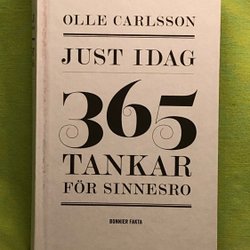 OLLE CARLSSON
JUST IDAG
365
TANKAR
FÖR SINNESRO
BONNIER FAKTA